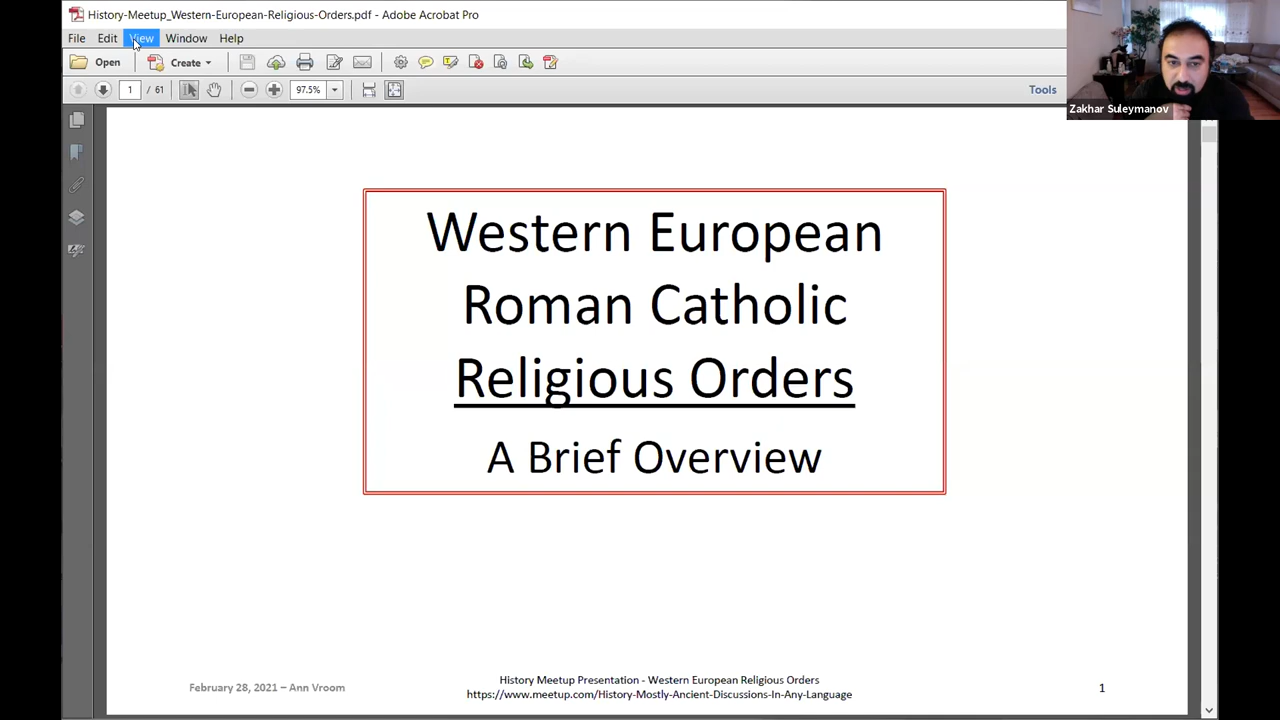 History-Meetup_Western-European-Religious-Orders.pdf - Adobe Acrobat Pro
File Edit View Window Help
Open Create
1 / 61 97.5% Tools
Zakhar Suleymanov
Western European
Roman Catholic
Religious Orders
A Brief Overview
History Meetup Presentation - Western European Religious Orders
February 28, 2021 – Ann Vroom
https://www.meetup.com/History-Mostly-Ancient-Discussions-In-Any-Language
1